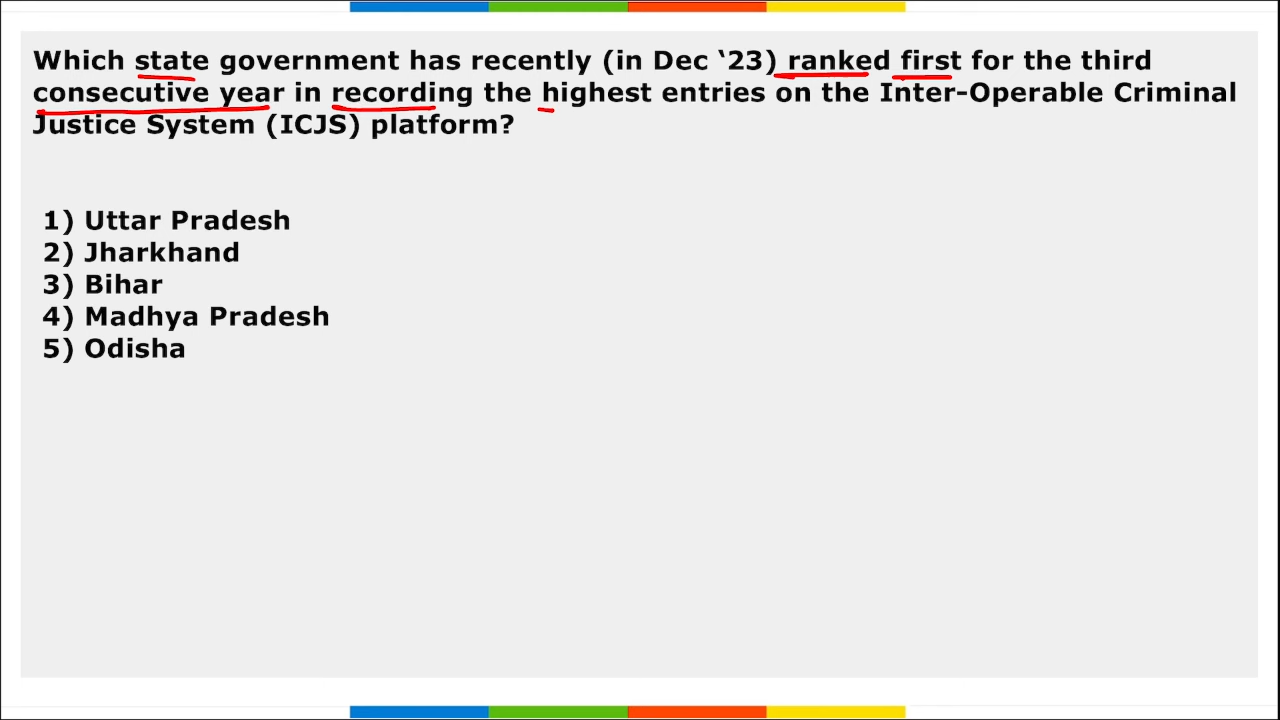 Which state government has recently (in Dec ‘23) ranked first for the third
consecutive year in recording the highest entries on the Inter-Operable Criminal
Justice System (ICJS) platform?
1) Uttar Pradesh
2) Jharkhand
3) Bihar
4) Madhya Pradesh
5) Odisha